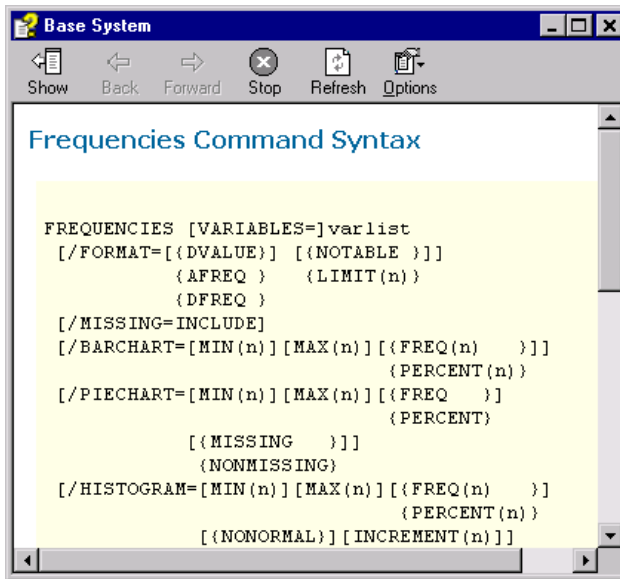 Base System
Show Back Forward Stop Refresh Options
Frequencies Command Syntax
FREQUENCIES [VARIABLES=]varlist
[/FORMAT=[{DVALUE}] [{NOTABLE }]]
{AFREQ } {LIMIT(n)}
{DFREQ }
[/MISSING=INCLUDE]
[/BARCHART=[MIN(n)][MAX(n)][{FREQ(n) }]]
{PERCENT(n)}
[/PIECHART=[MIN(n)][MAX(n)][{FREQ }]
{PERCENT}
[{MISSING }]]
{NONMISSING}
[/HISTOGRAM=[MIN(n)][MAX(n)][{FREQ(n) }]
{PERCENT(n)}
[{NONORMAL}][INCREMENT(n)]]